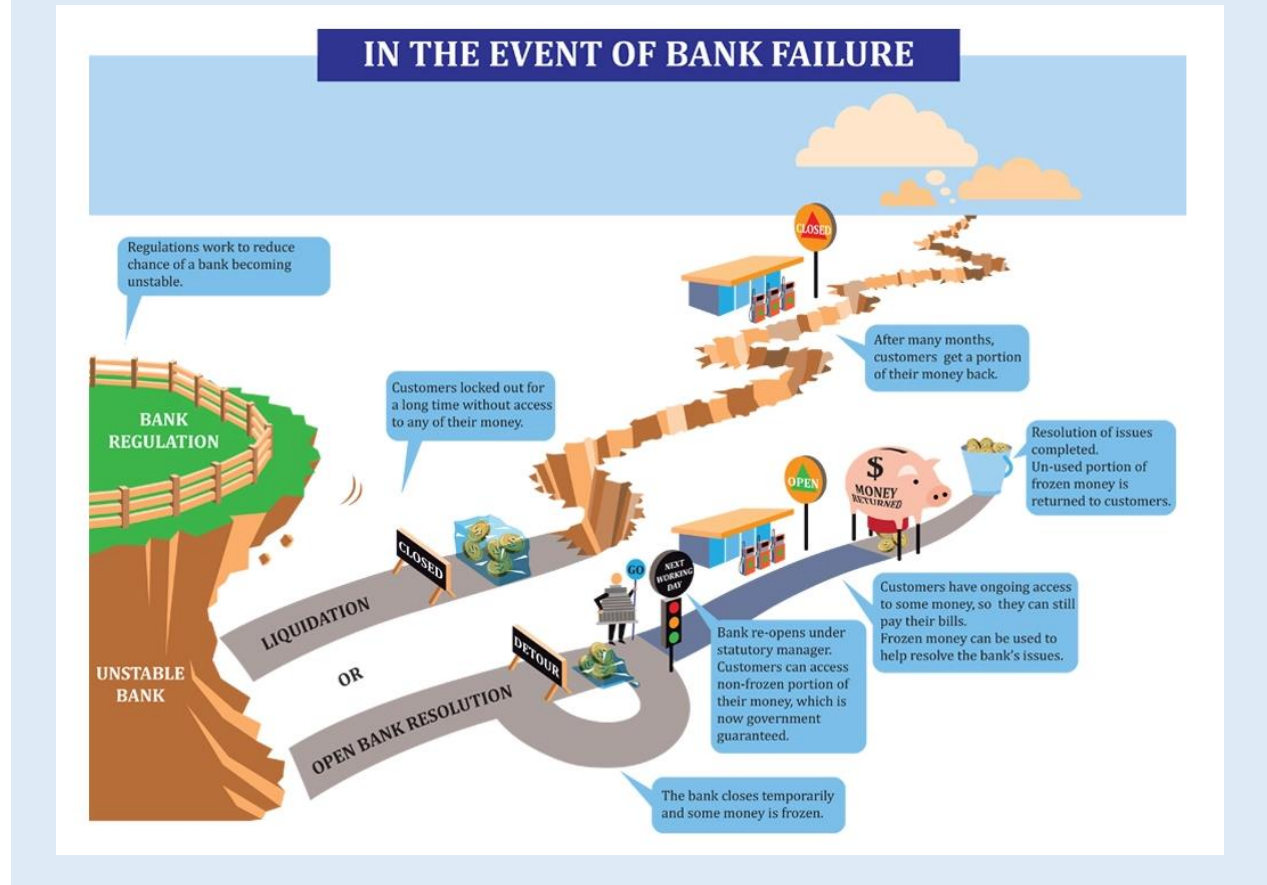 IN THE EVENT OF BANK FAILURE
Regulations work to reduce
chance of a bank becoming
unstable.
BANK
REGULATION
UNSTABLE
BANK
Customers locked out for
a long time without access
to any of their money.
CLOSED
LIQUIDATION
CLOSED
After many months,
customers get a portion
of their money back.
OR
OPEN BANK RESOLUTION
DETOUR
The bank closes temporarily
and some money is frozen.
GO
NEXT
WORKING
DAY
Bank re-opens under
statutory manager.
Customers can access
non-frozen portion of
their money, which is
now government
guaranteed.
OPEN
Customers have ongoing access
to some money, so they can still
pay their bills.
Frozen money can be used to
help resolve the bank's issues.
$
MONEY
RETURNED
Resolution of issues
completed.
Un-used portion of
frozen money is
returned to customers.